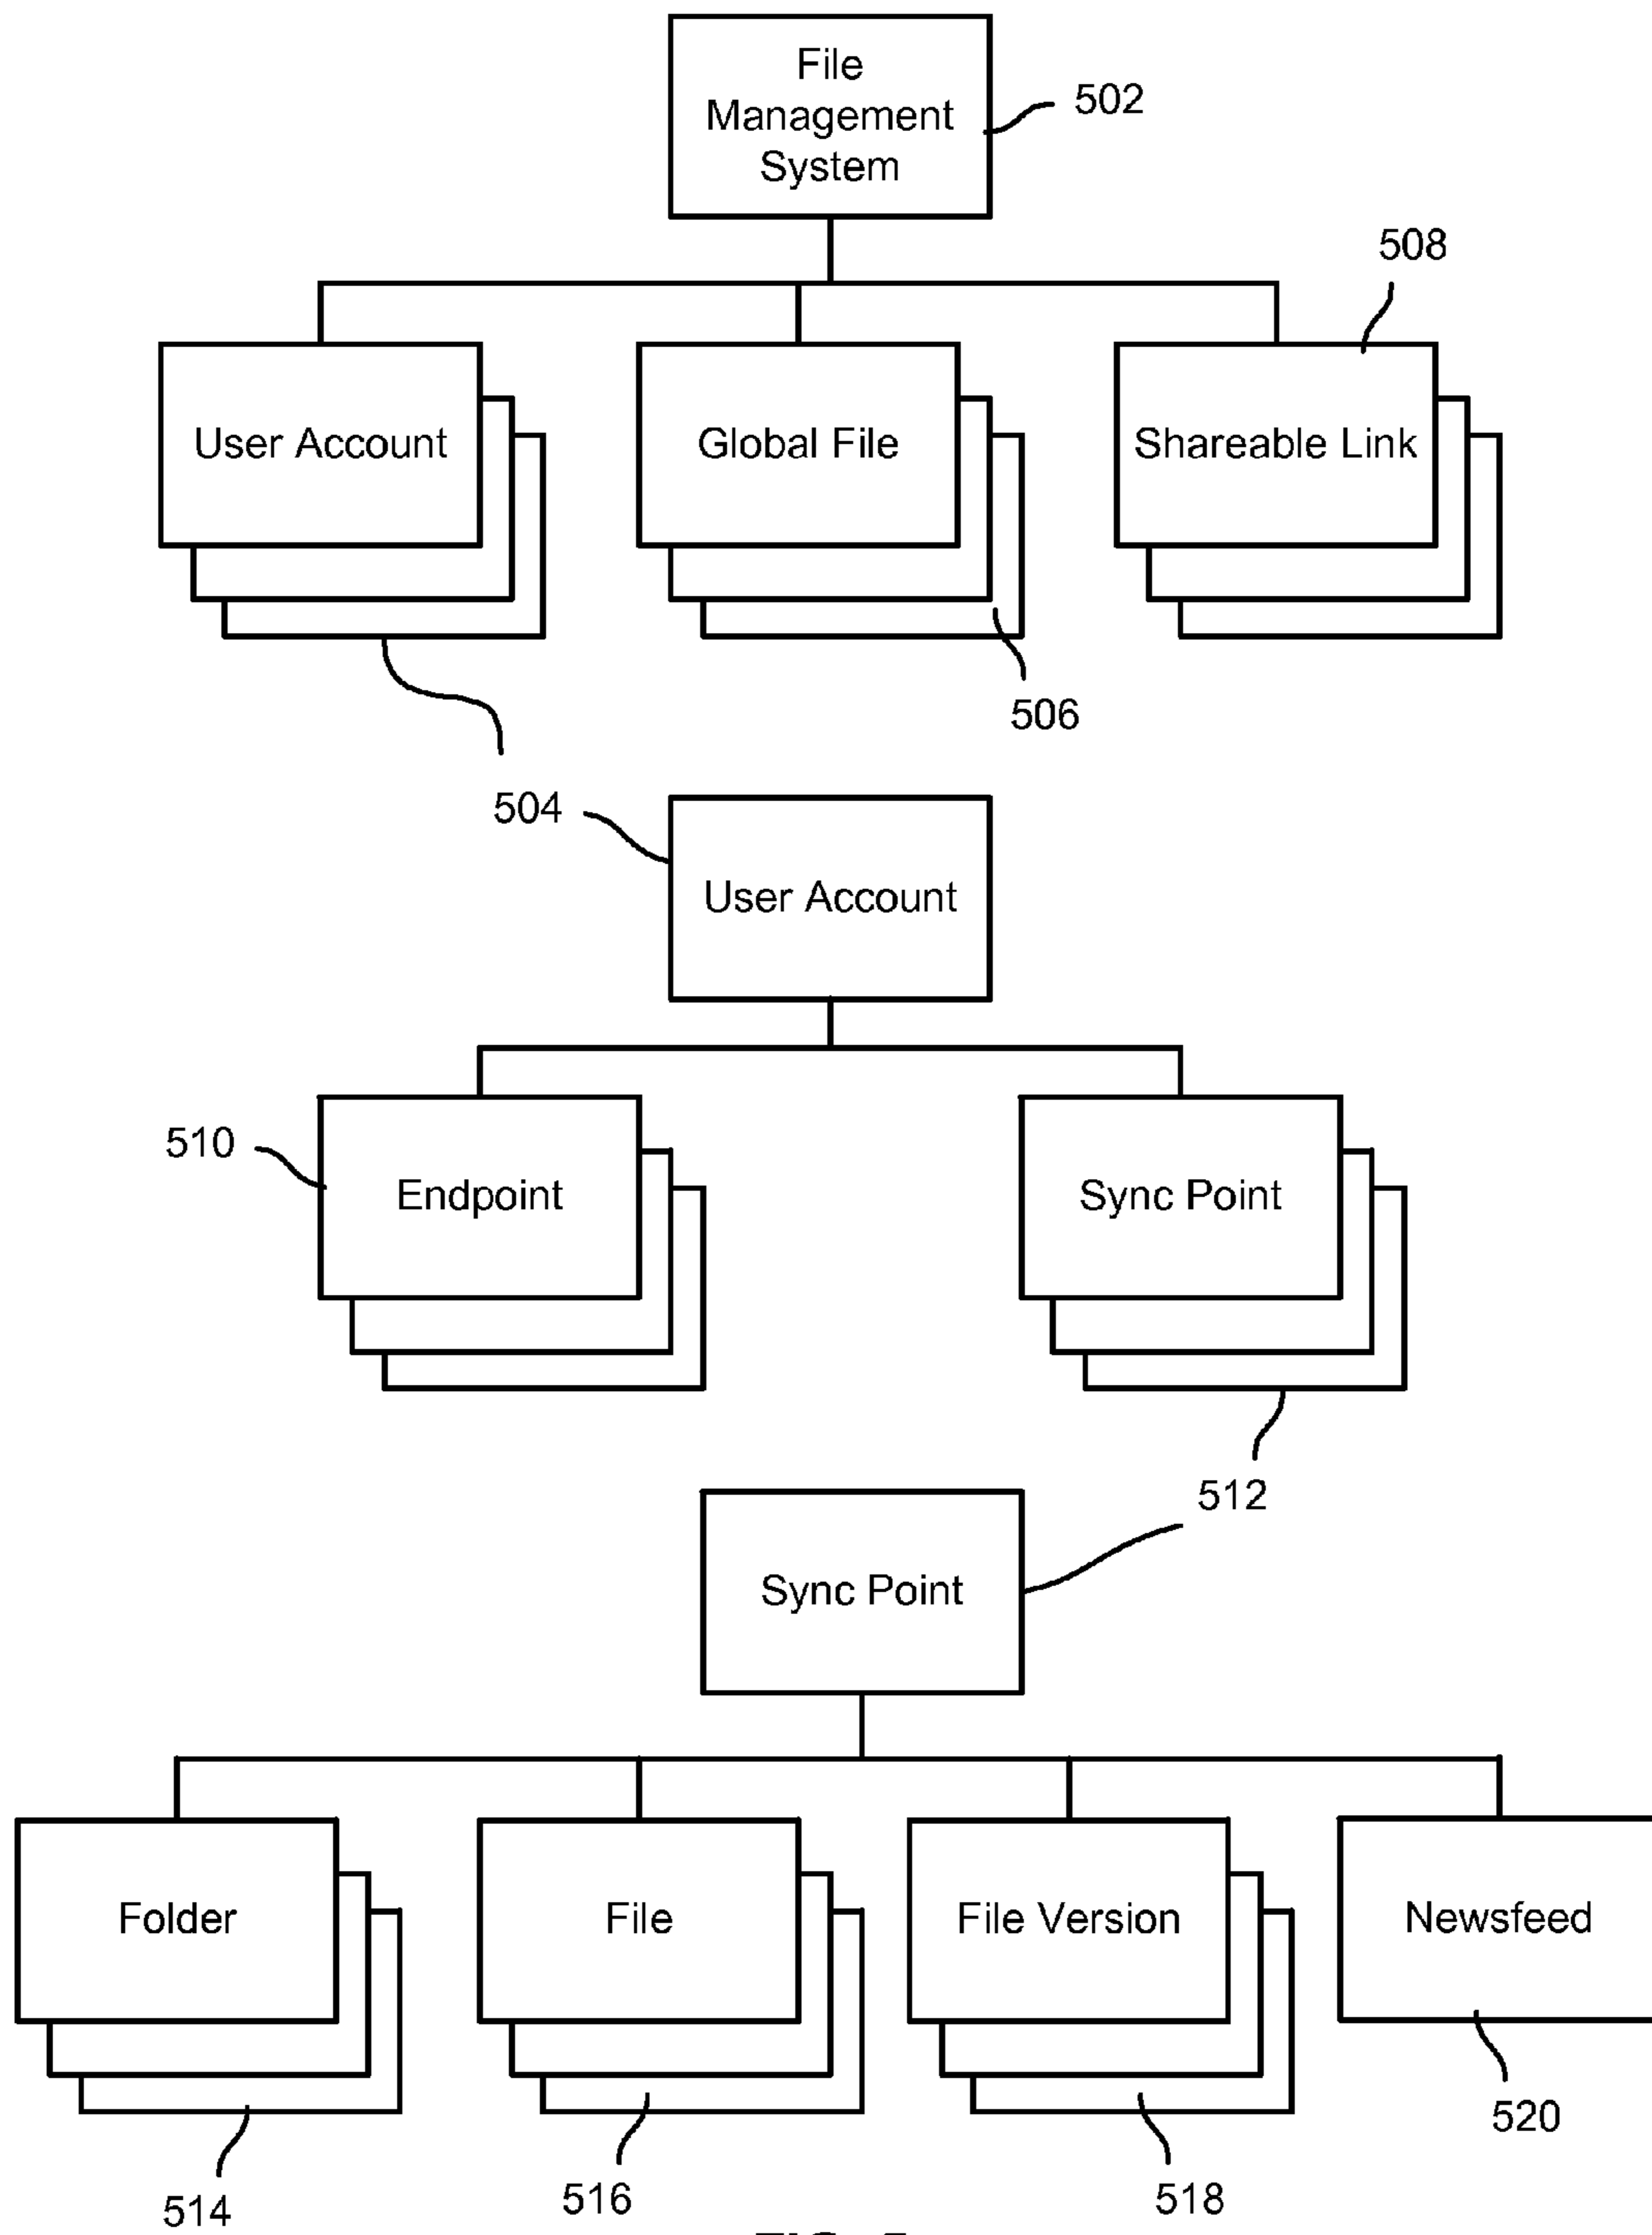 File
Management
System
502
508
User Account
Global File
Shareable Link
506
504
User Account
510
Endpoint
Sync Point
512
Sync Point
Folder
File
File Version
Newsfeed
520
514
516
518